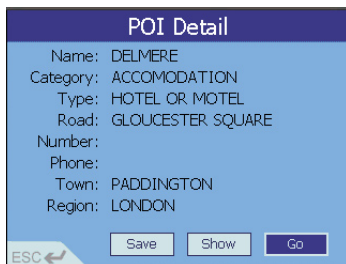 POI Detail
Name: DELMERE
Category: ACCOMODATION
Type: HOTEL OR MOTEL
Road: GLOUCESTER SQUARE
Number:
Phone:
Town: PADDINGTON
Region: LONDON
ESC Save Show Go